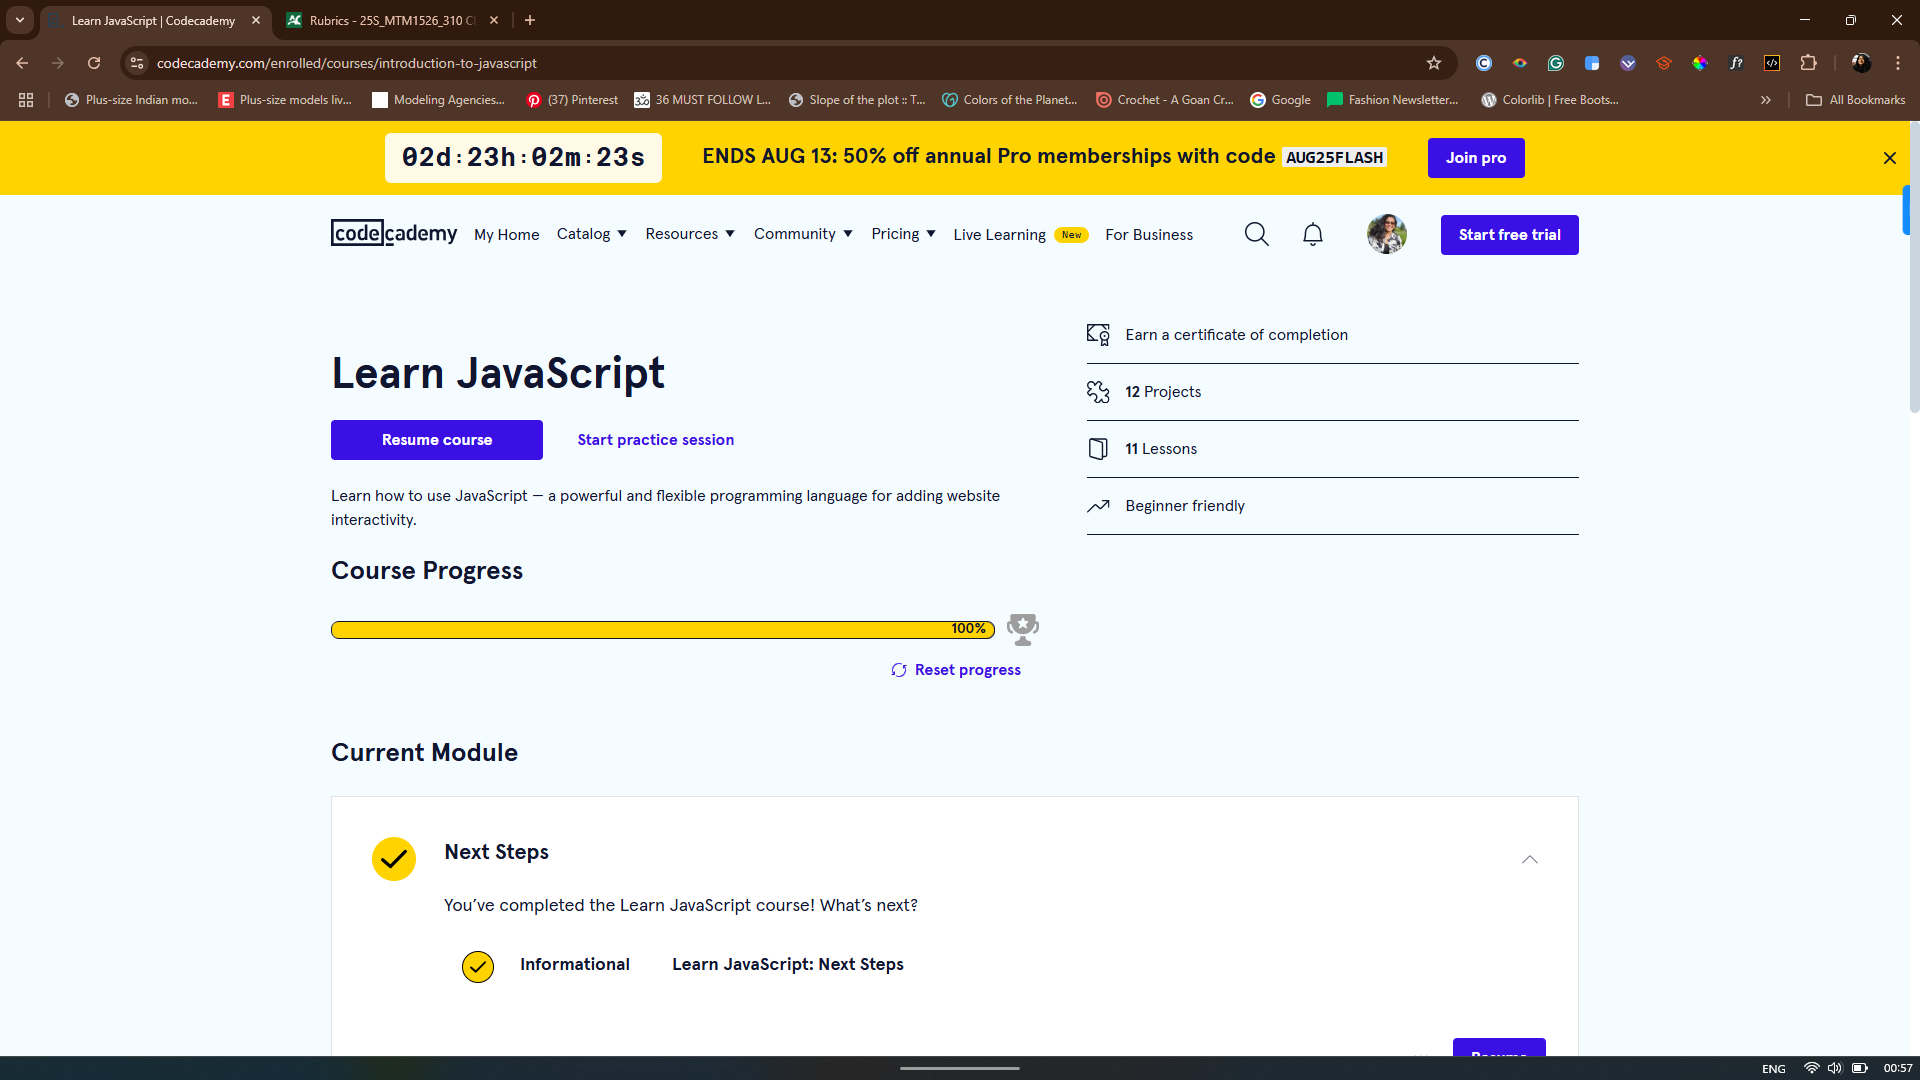 Learn JavaScript | Codecademy
Rubrics - 25S_MTM1526_310 Cl
codecademy.com/enrolled/courses/introduction-to-javascript
Plus-size Indian mo...
Plus-size models liv...
Modeling Agencies...
(37) Pinterest
36 MUST FOLLOW L...
Slope of the plot :: T...
Colors of the Planet...
Crochet - A Goan Cr...
Google
Fashion Newsletter...
Colorlib | Free Boots...
All Bookmarks
02d:23h:02m:23s
ENDS AUG 13: 50% off annual Pro memberships with code AUG25FLASH
Join pro
codecademy
My Home
Catalog
Resources
Community
Pricing
Live Learning New
For Business
Start free trial
Learn JavaScript
Resume course
Start practice session
Learn how to use JavaScript — a powerful and flexible programming language for adding website
interactivity.
Earn a certificate of completion
12 Projects
11 Lessons
Beginner friendly
Course Progress
100%
Reset progress
Current Module
Next Steps
You've completed the Learn JavaScript course! What's next?
Informational
Learn JavaScript: Next Steps
Resume
ENG
00:57